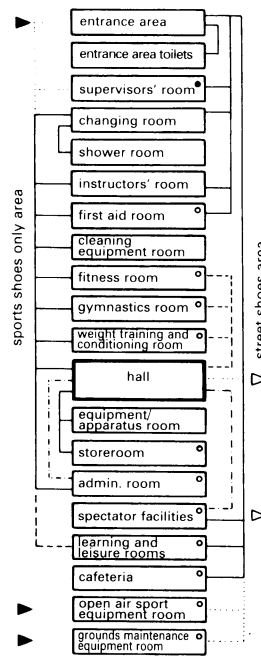 entrance area
entrance area toilets
supervisors' room
changing room
shower room
instructors' room
first aid room
cleaning
equipment room
fitness room
gymnastics room
weight training and
conditioning room
hall
equipment/
apparatus room
storeroom
admin. room
spectator facilities
learning and
leisure rooms
cafeteria
open air sport
equipment room
grounds maintenance
equipment room
sports shoes only area
street shoes area